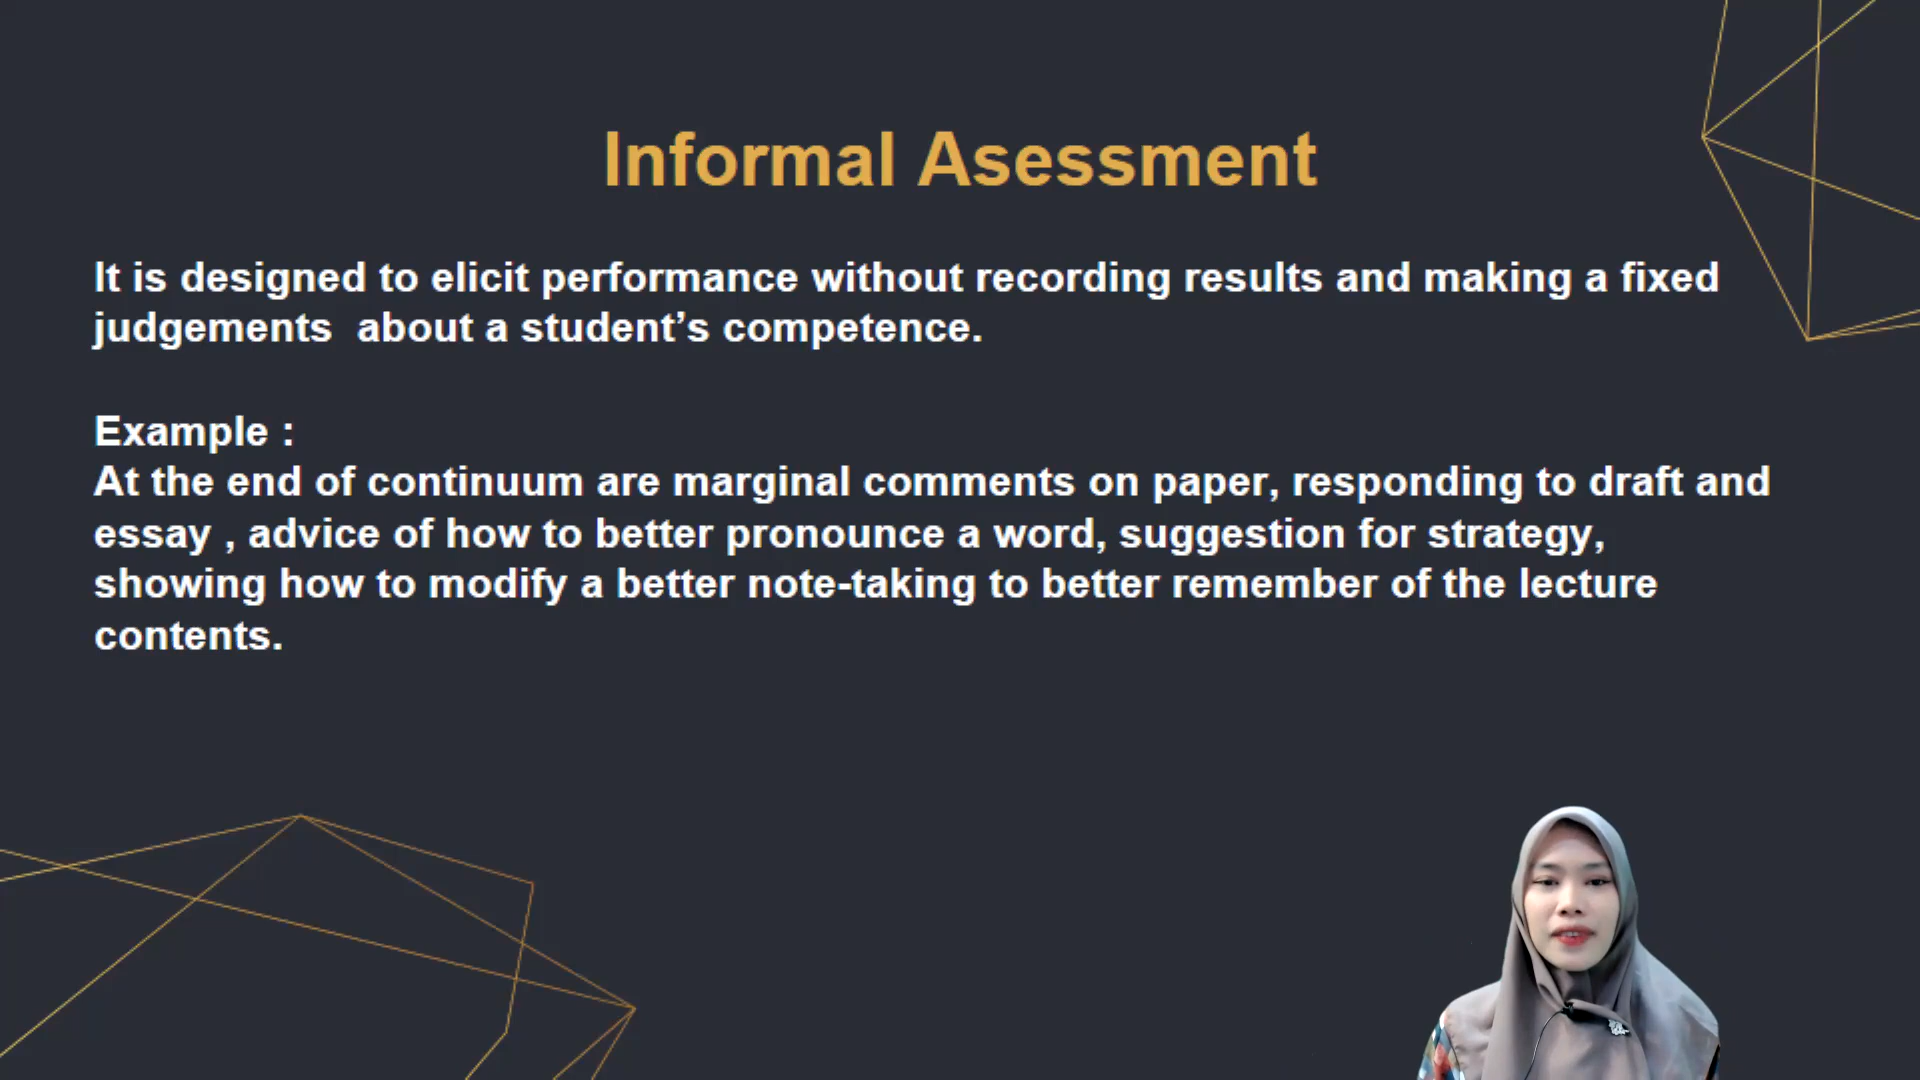 Informal Asessment
It is designed to elicit performance without recording results and making a fixed
judgements  about a student’s competence.
Example :
At the end of continuum are marginal comments on paper, responding to draft and
essay , advice of how to better pronounce a word, suggestion for strategy,
showing how to modify a better note-taking to better remember of the lecture
contents.